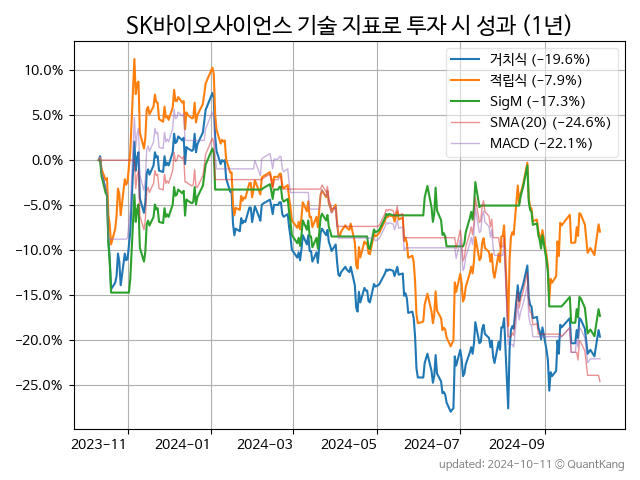 SK바이오사이언스 기술 지표로 투자 시 성과 (1년)
거치식 (−19.6%)
적립식 (−7.9%)
SigM (−17.3%)
SMA(20) (−24.6%)
MACD (−22.1%)
10.0%
5.0%
0.0%
−5.0%
−10.0%
−15.0%
−20.0%
−25.0%
2023-11 2024-01 2024-03 2024-05 2024-07 2024-09
updated: 2024-10-11 © QuantKang